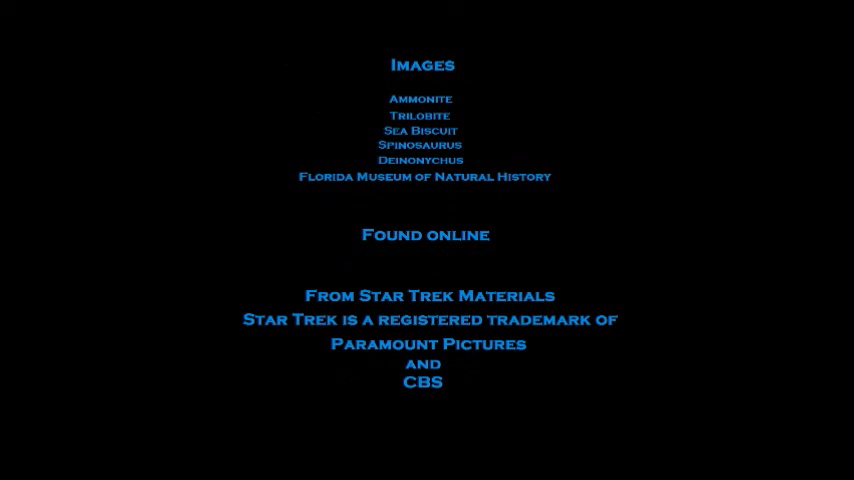 Images
Ammonite
Trilobite
Sea Biscuit
Spinosaurus
Deinonychus
Florida Museum of Natural History
Found online
From Star Trek Materials
Star Trek is a registered trademark of
Paramount Pictures
and
CBS